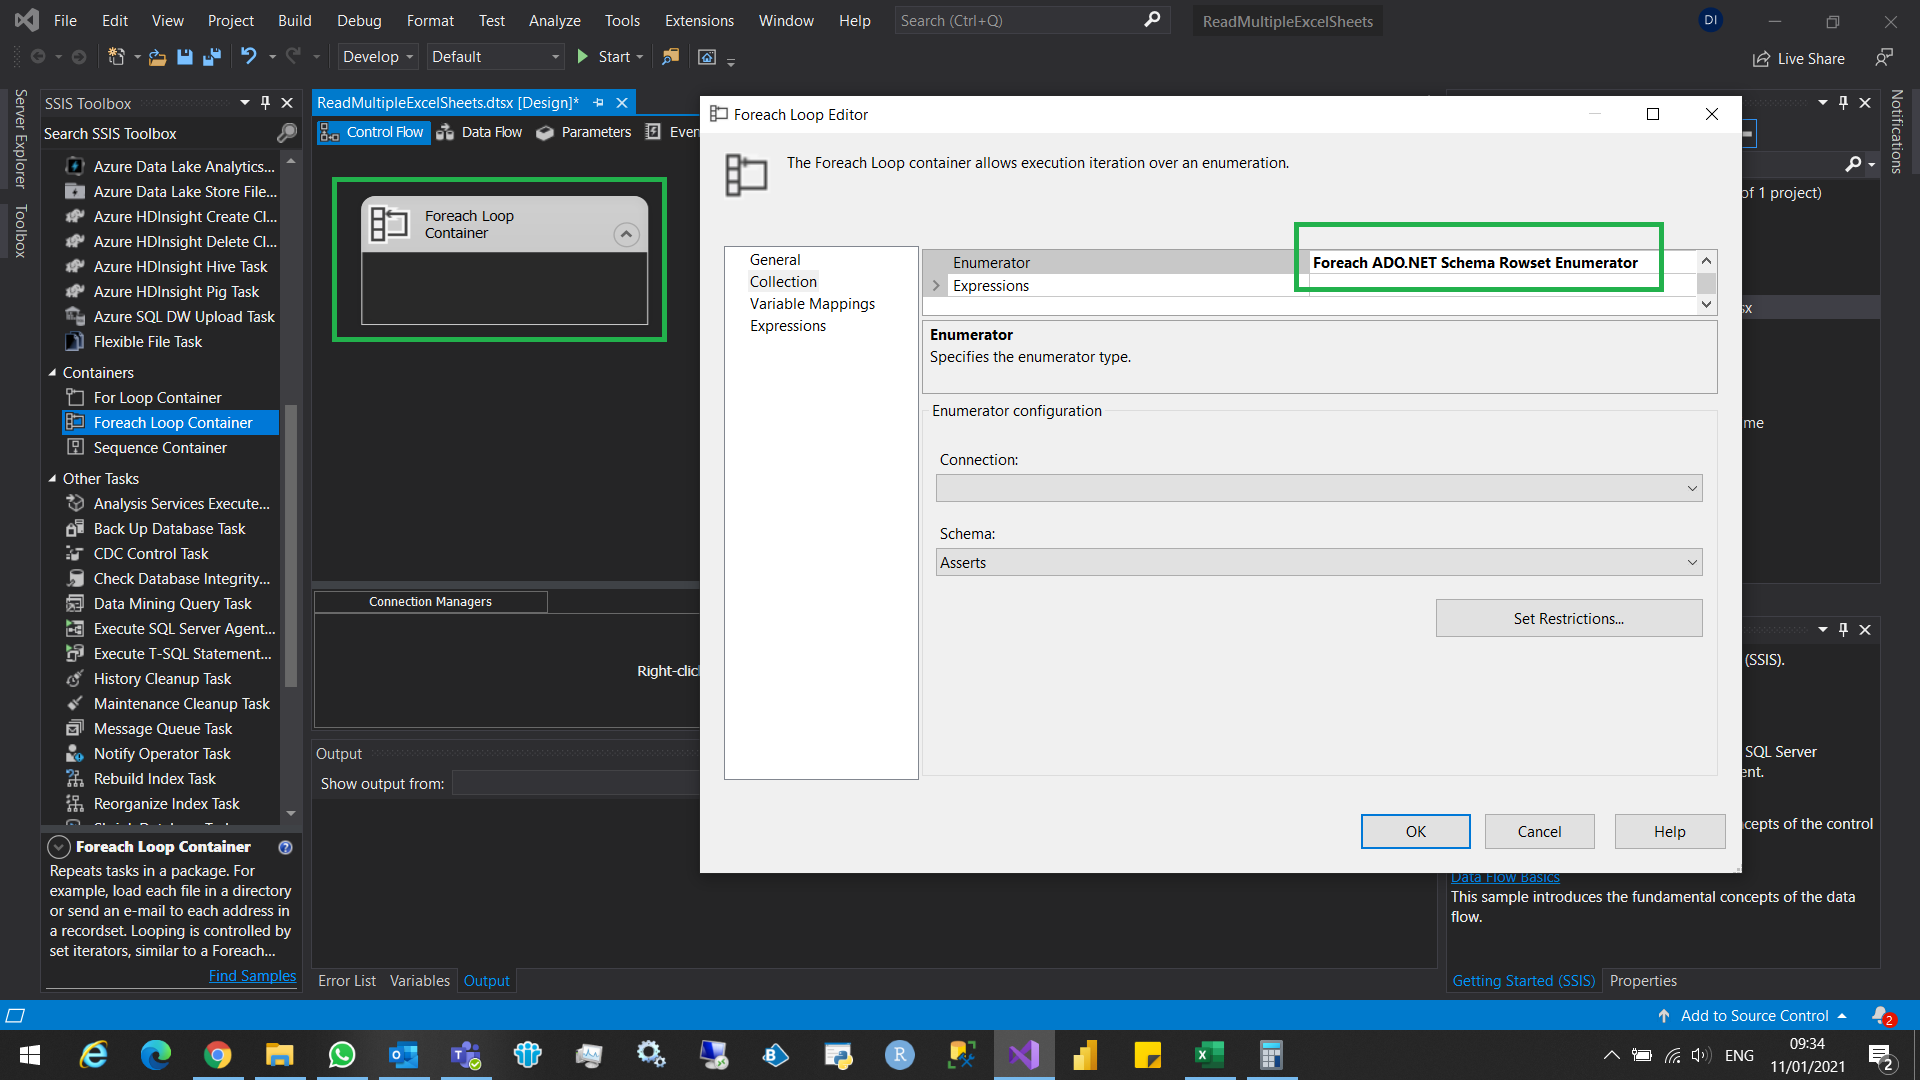 File Edit View Project Build Debug Format Test Analyze Tools Extensions Window Help Search (Ctrl+Q) ReadMultipleExcelSheets DI
Develop Default Start Live Share
Server Explorer
Toolbox
SSIS Toolbox
Search SSIS Toolbox
Azure Data Lake Analytics...
Azure Data Lake Store File...
Azure HDInsight Create Cl...
Azure HDInsight Delete Cl...
Azure HDInsight Hive Task
Azure HDInsight Pig Task
Azure SQL DW Upload Task
Flexible File Task
Containers
For Loop Container
Foreach Loop Container
Sequence Container
Other Tasks
Analysis Services Execute...
Back Up Database Task
CDC Control Task
Check Database Integrity...
Data Mining Query Task
Execute SQL Server Agent...
Execute T-SQL Statement...
History Cleanup Task
Maintenance Cleanup Task
Message Queue Task
Notify Operator Task
Rebuild Index Task
Reorganize Index Task
Foreach Loop Container
Repeats tasks in a package. For
example, load each file in a directory
or send an e-mail to each address in
a recordset. Looping is controlled by
set iterators, similar to a Foreach...
Find Samples
ReadMultipleExcelSheets.dtsx [Design]*
Control Flow Data Flow Parameters Even
Foreach Loop
Container
Connection Managers
Right-clic
Output
Show output from:
Error List Variables Output
Foreach Loop Editor
The Foreach Loop container allows execution iteration over an enumeration.
General
Collection
Variable Mappings
Expressions
Enumerator Foreach ADO.NET Schema Rowset Enumerator
Expressions
Enumerator
Specifies the enumerator type.
Enumerator configuration
Connection:
Schema:
Asserts
Set Restrictions...
OK Cancel Help
Notifications
of 1 project)
sx
me
(SSIS).
SQL Server
ent.
cepts of the control
Data Flow Basics
This sample introduces the fundamental concepts of the data
flow.
Getting Started (SSIS) Properties
Add to Source Control 2
ENG
09:34
11/01/2021
2